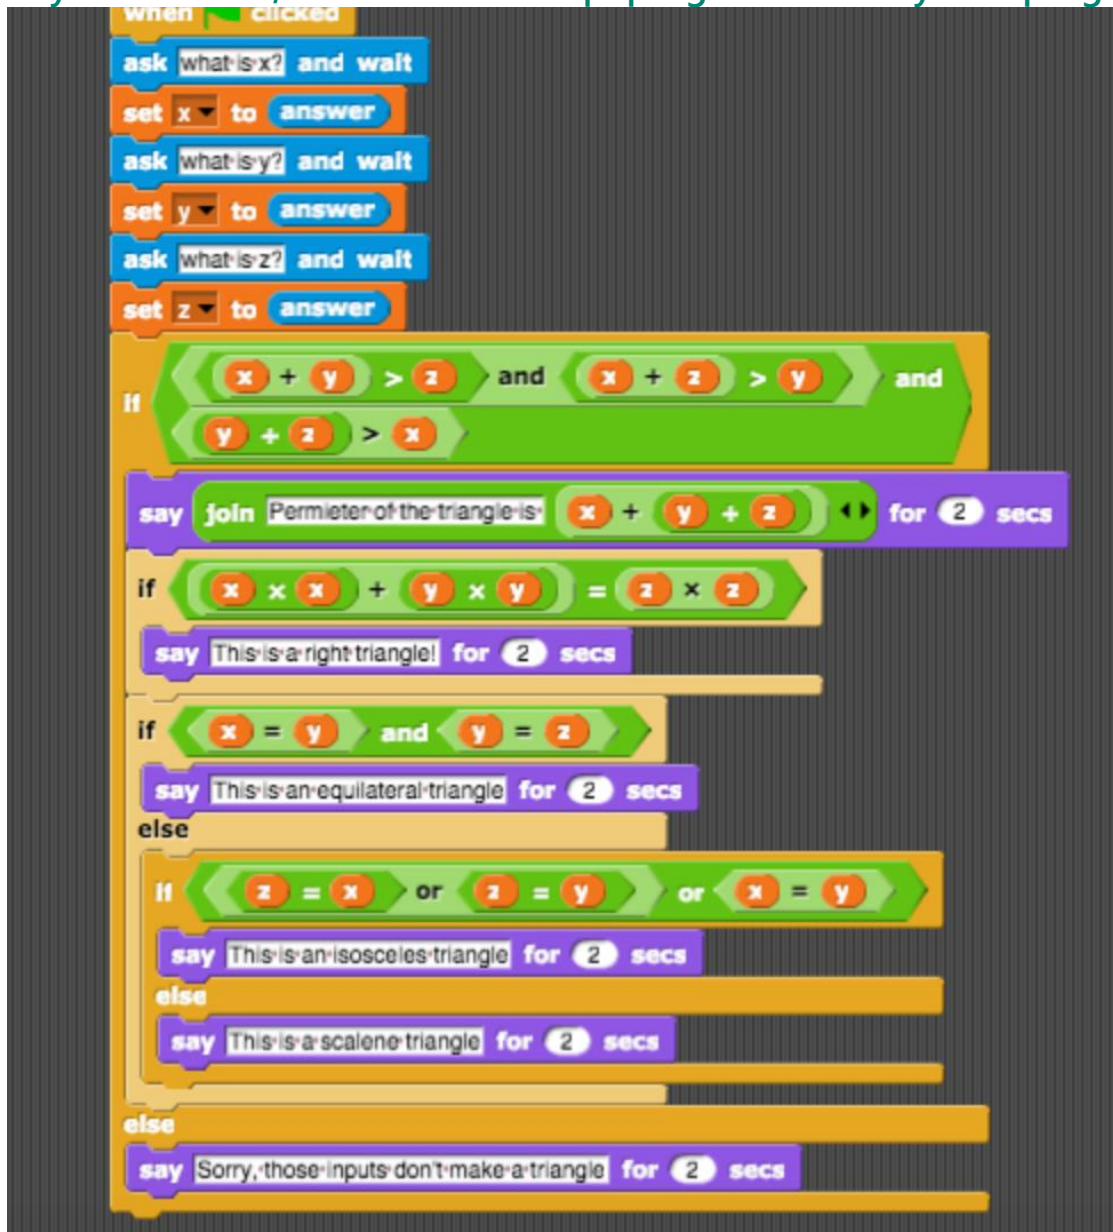 when clicked
ask what is x? and wait
set x to answer
ask what is y? and wait
set y to answer
ask what is z? and wait
set z to answer
if x + y > z and x + z > y and
y + z > x
say join Permieter of the triangle is x + y + z for 2 secs
if x × x + y × y = z × z
say This is a right triangle! for 2 secs
if x = y and y = z
say This is an equilateral triangle for 2 secs
else
if z = x or z = y or x = y
say This is an isosceles triangle for 2 secs
else
say This is a scalene triangle for 2 secs
else
say Sorry, those inputs don't make a triangle for 2 secs